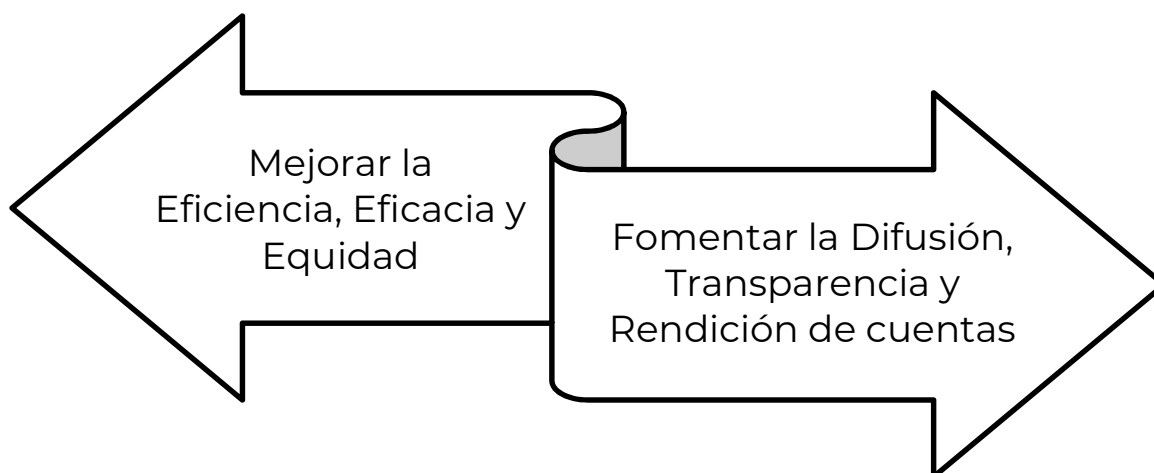 Mejorar la
Eficiencia, Eficacia y
Equidad
Fomentar la Difusión,
Transparencia y
Rendición de cuentas